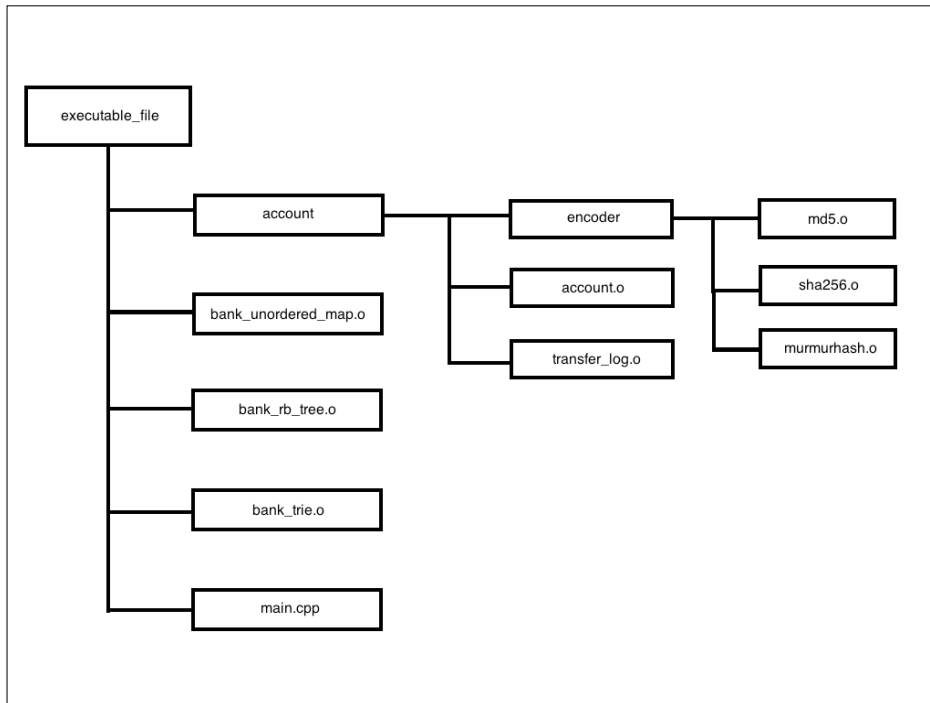 executable_file
account
encoder
md5.o
account.o
sha256.o
bank_unordered_map.o
transfer_log.o
murmurhash.o
bank_rb_tree.o
bank_trie.o
main.cpp